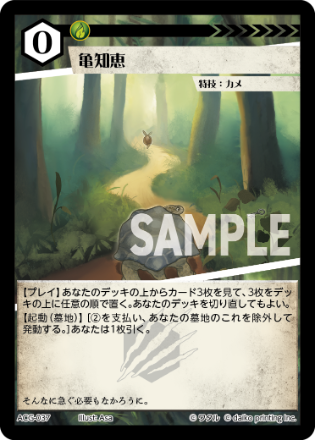 0
亀知恵
特技：カメ
SAMPLE
【プレイ】あなたのデッキの上からカード3枚を見て、3枚をデッ
キの上に任意の順で置く。あなたのデッキを切り直してもよい。
【起動（墓地）】［②を支払い、あなたの墓地のこれを除外して
発動する。］あなたは1枚引く。
そんなに急ぐ必要もなかろうに。
ACG-037 Illust: Asa © ササル © daiko printing inc.